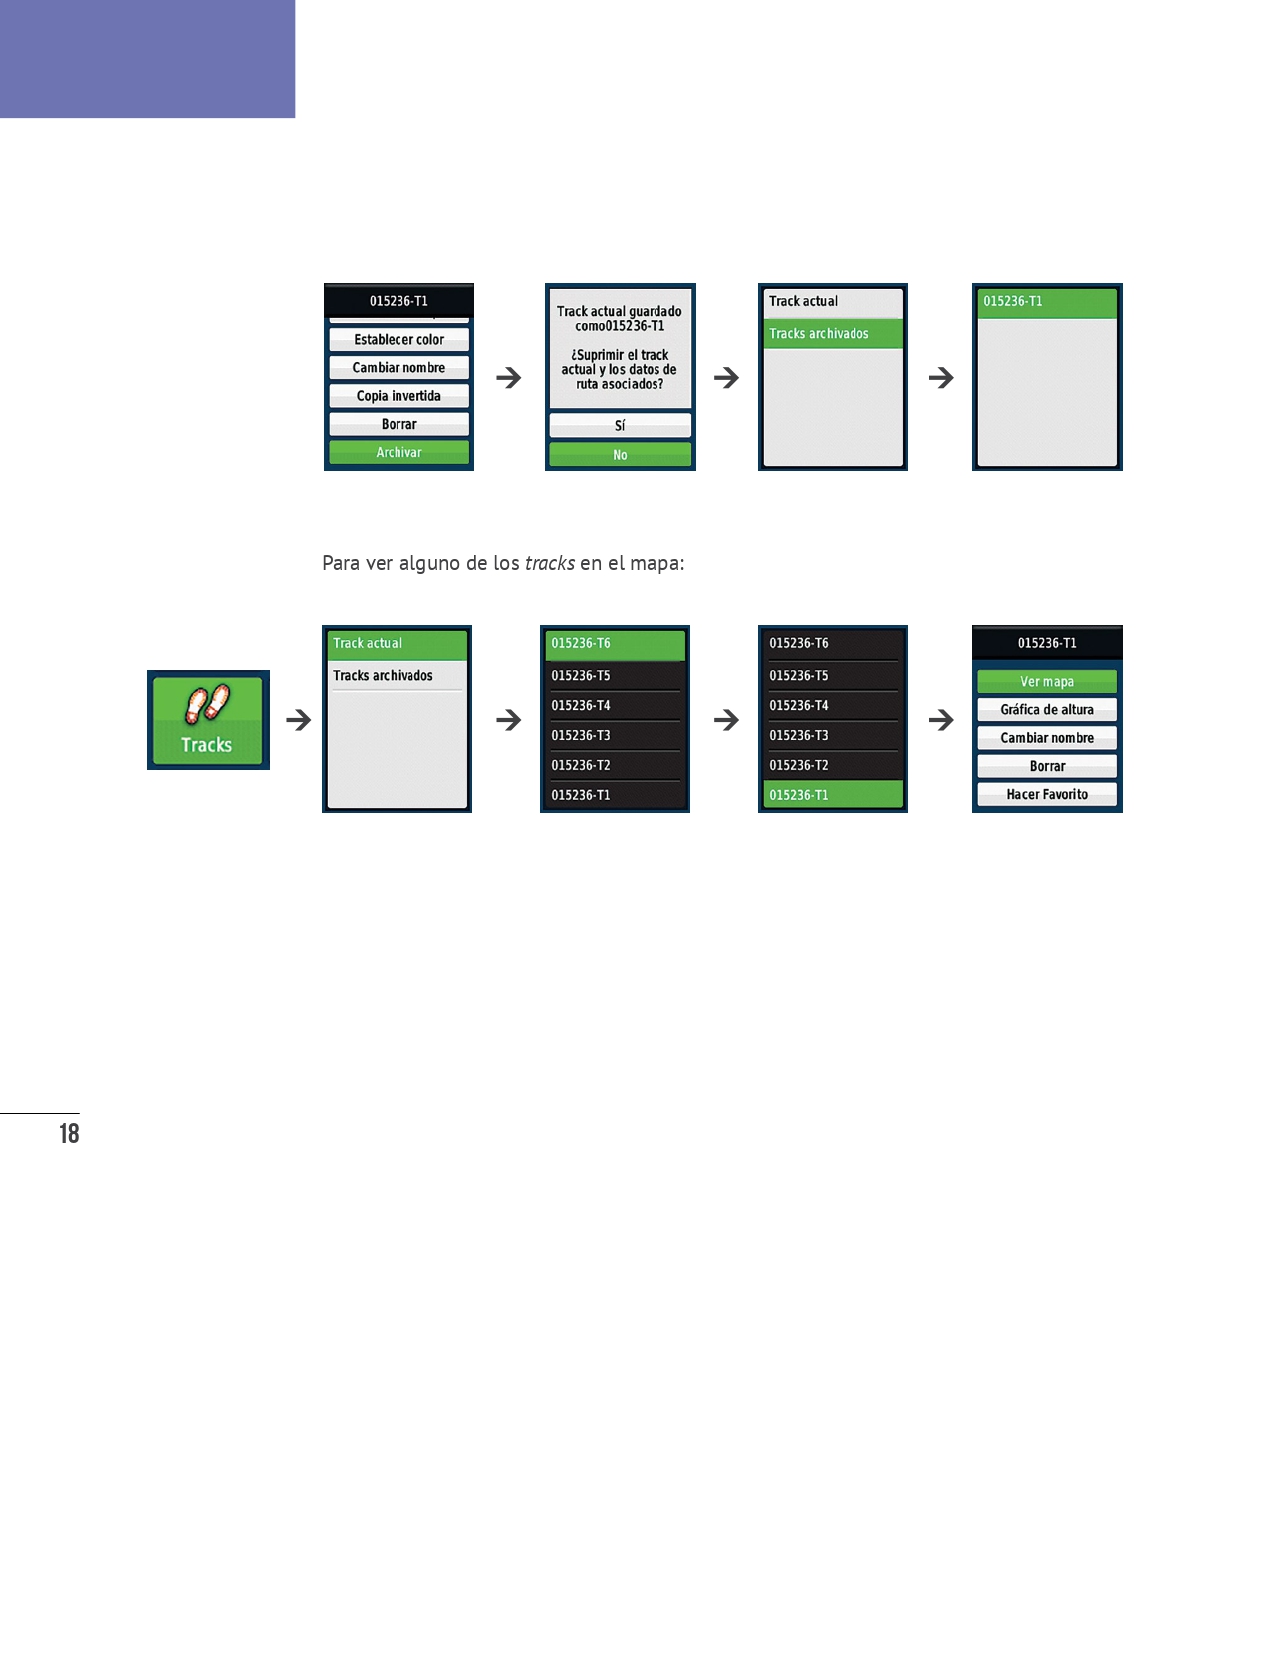 015236-T1
Establecer color
Cambiar nombre
Copia invertida
Borrar
Archivar
Track actual guardado
como015236-T1
¿Suprimir el track
actual y los datos de
ruta asociados?
Sí
No
Track actual
Tracks archivados
015236-T1
Para ver alguno de los tracks en el mapa:
Tracks
Track actual
Tracks archivados
015236-T6
015236-T5
015236-T4
015236-T3
015236-T2
015236-T1
015236-T6
015236-T5
015236-T4
015236-T3
015236-T2
015236-T1
015236-T1
Ver mapa
Gráfica de altura
Cambiar nombre
Borrar
Hacer Favorito
18